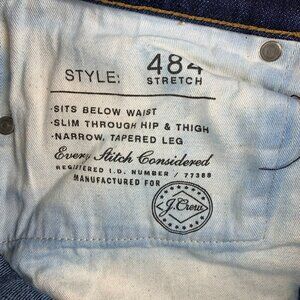 STYLE: 484
STRETCH
·SITS BELOW WAIST
·SLIM THROUGH HIP & THIGH
·NARROW, TAPERED LEG
Every Stitch Considered
REGISTERED I.D. NUMBER / 77388
MANUFACTURED FOR
J.Crew